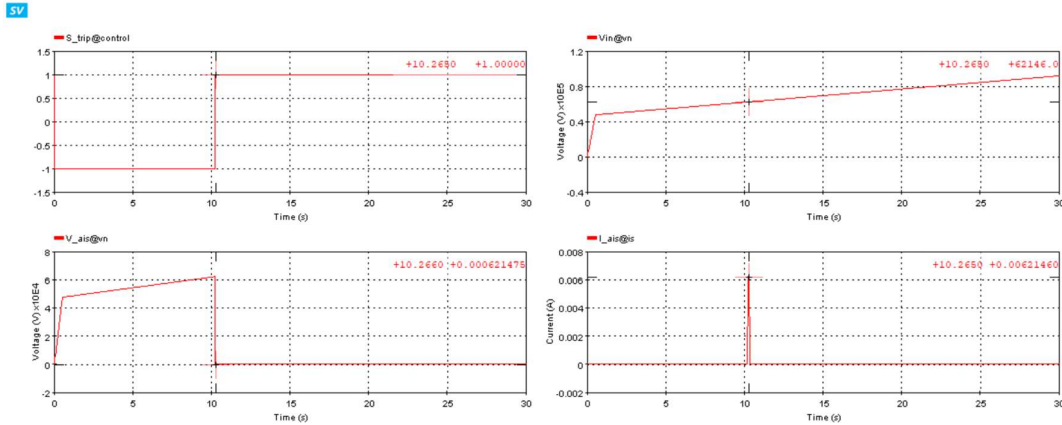 SV
S_trip@control
+10.2650 +1.00000
1.5
1
0.5
0
-0.5
-1
-1.5
0 5 10 15 20 25 30
Time (s)
Vin@vn
+10.2650 +62146.0
Voltage (V) x10E5
1.2
0.8
0.4
0
-0.4
0 5 10 15 20 25 30
Time (s)
V_ais@vn
+10.2660 +0.000621475
Voltage (V) x10E4
8
6
4
2
0
-2
0 5 10 15 20 25 30
Time (s)
I_ais@is
+10.2650 +0.00621460
Current (A)
0.008
0.006
0.004
0.002
0
-0.002
0 5 10 15 20 25 30
Time (s)